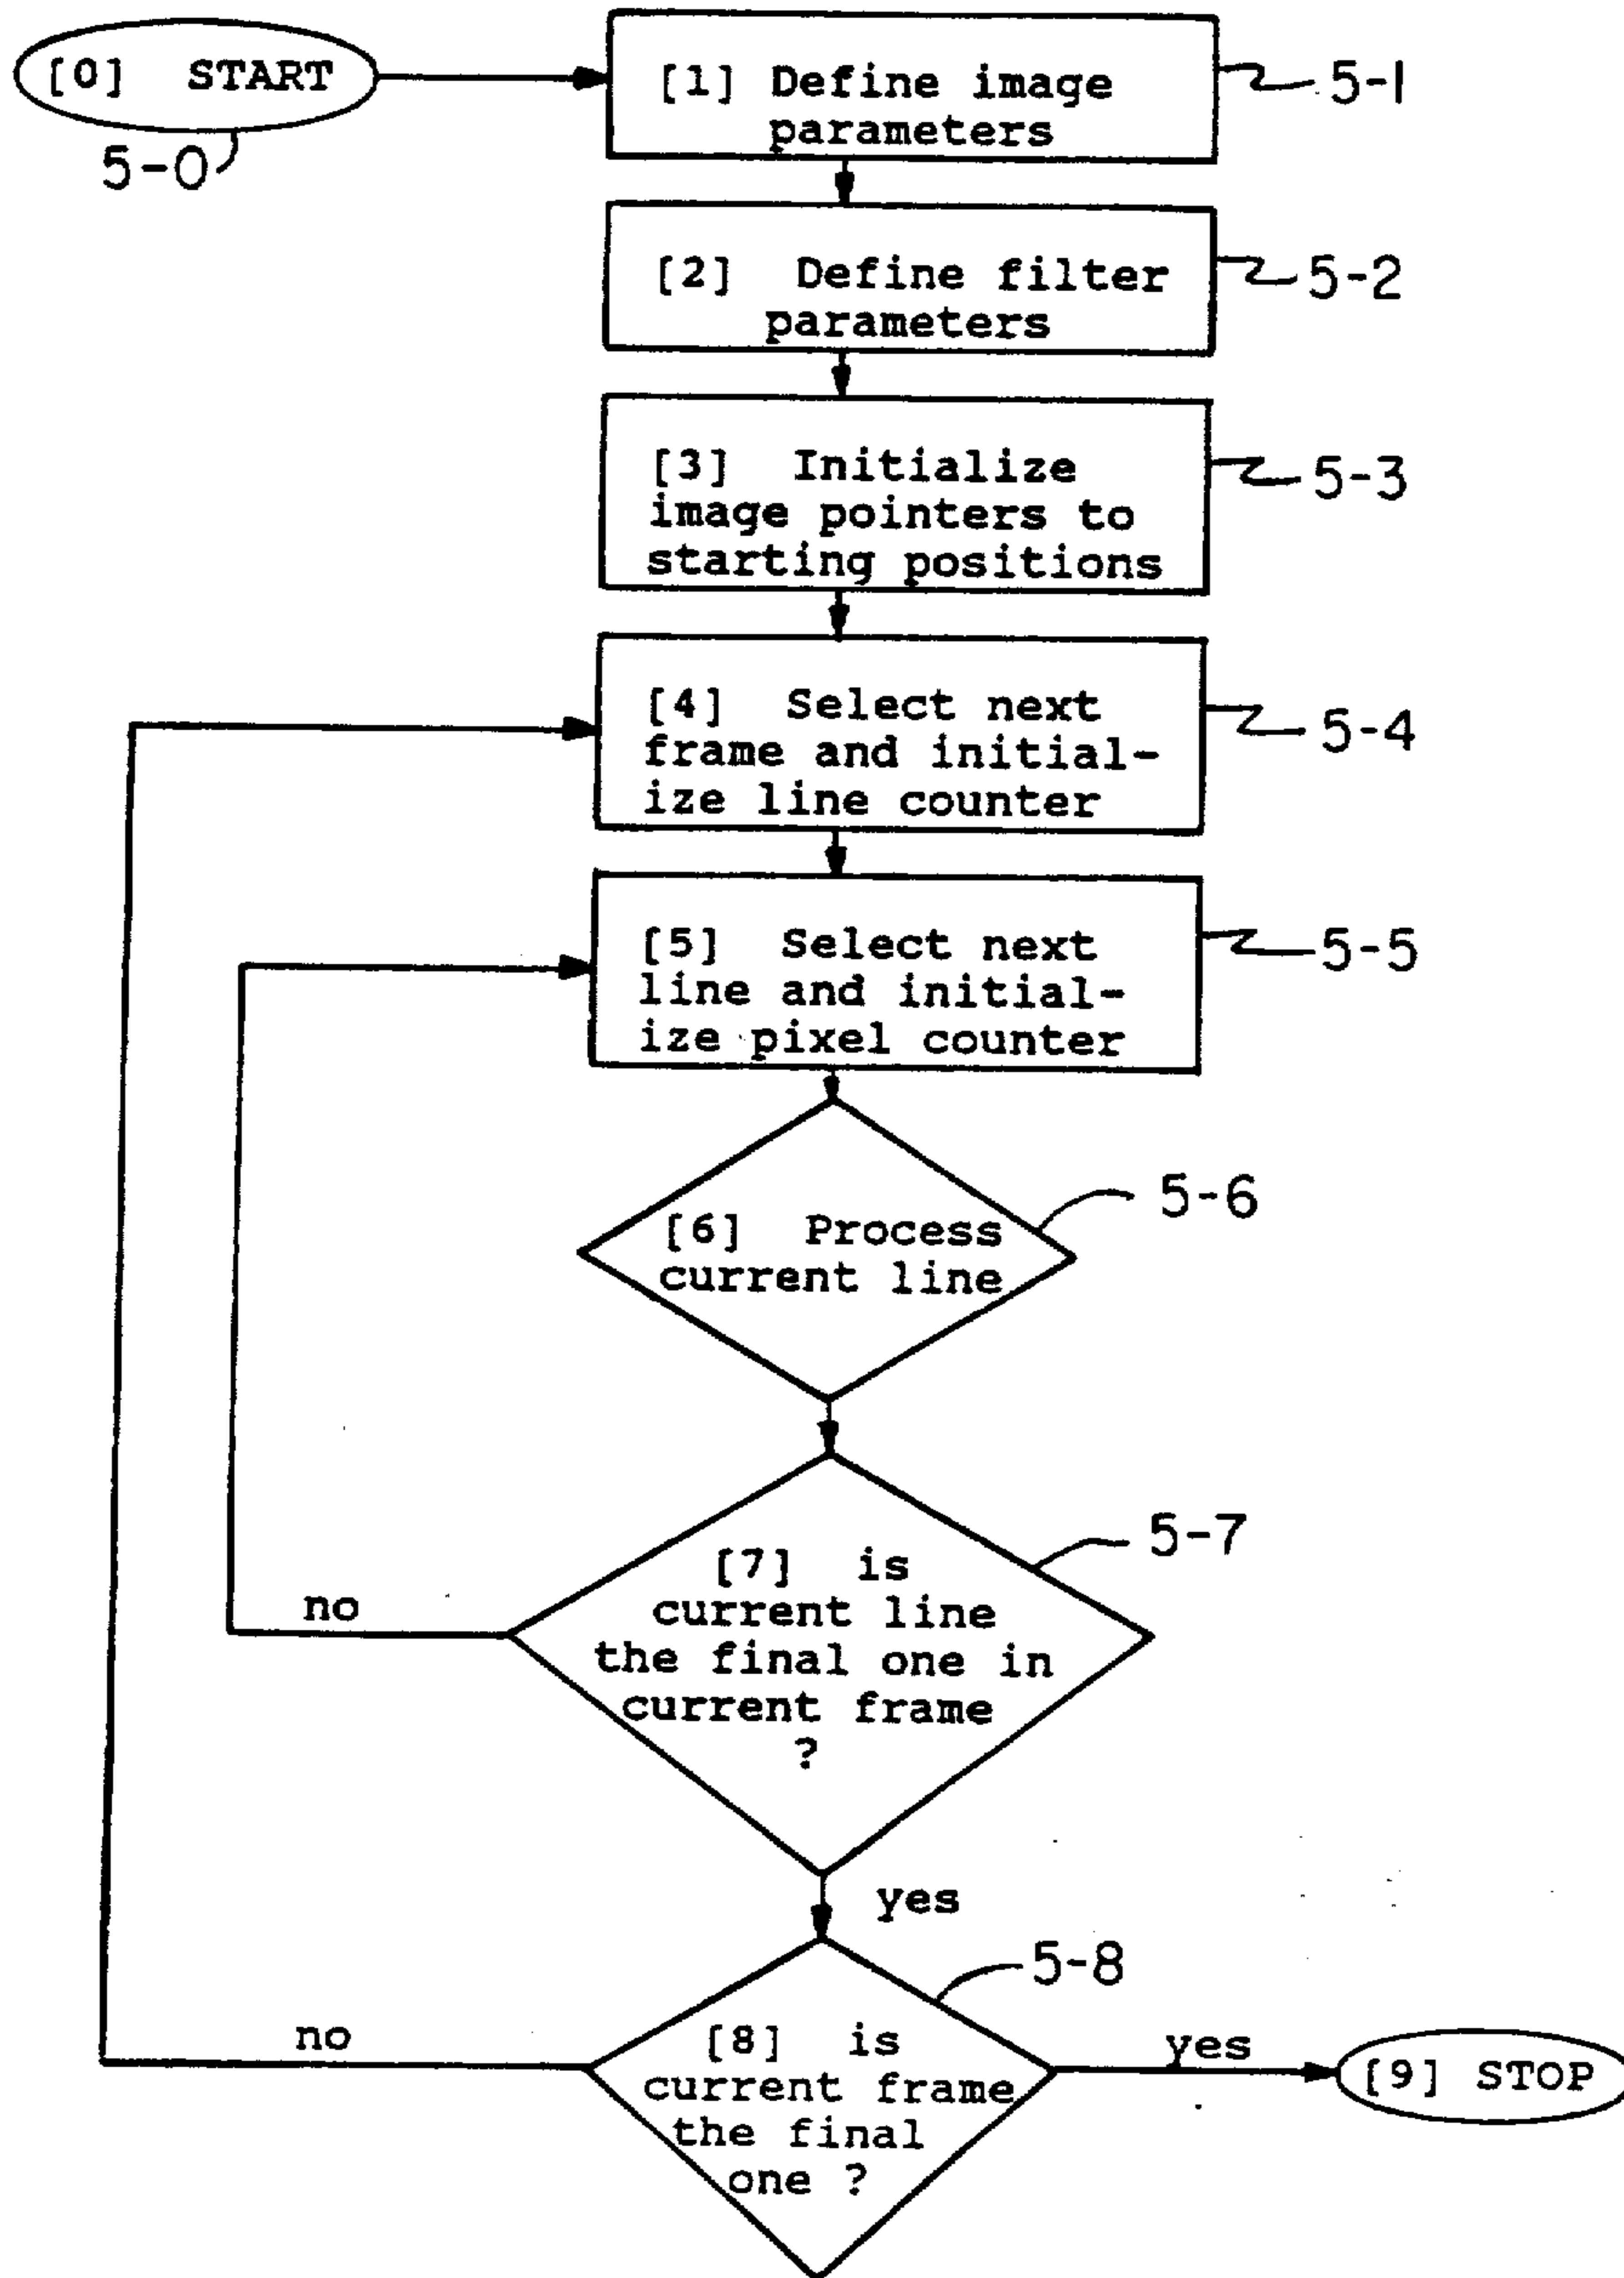 [0] START
5-0
[1] Define image
parameters
5-1
[2] Define filter
parameters
5-2
[3] Initialize
image pointers to
starting positions
5-3
[4] Select next
frame and initial-
ize line counter
5-4
[5] Select next
line and initial-
ize pixel counter
5-5
[6] Process
current line
5-6
[7] is
current line
the final one in
current frame
?
5-7
no
yes
[8] is
current frame
the final
one ?
5-8
no
yes
[9] STOP